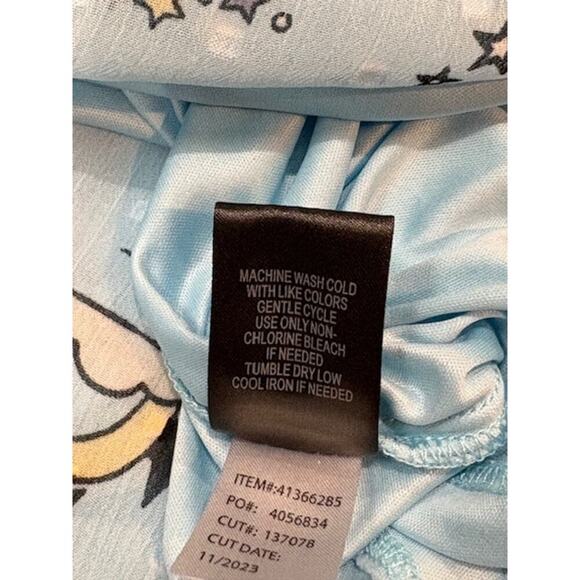 MACHINE WASH COLD
WITH LIKE COLORS
GENTLE CYCLE
USE ONLY NON-
CHLORINE BLEACH
IF NEEDED
TUMBLE DRY LOW
COOL IRON IF NEEDED
ITEM#:41366285
PO#: 4056834
CUT#: 137078
CUT DATE:
11/2023